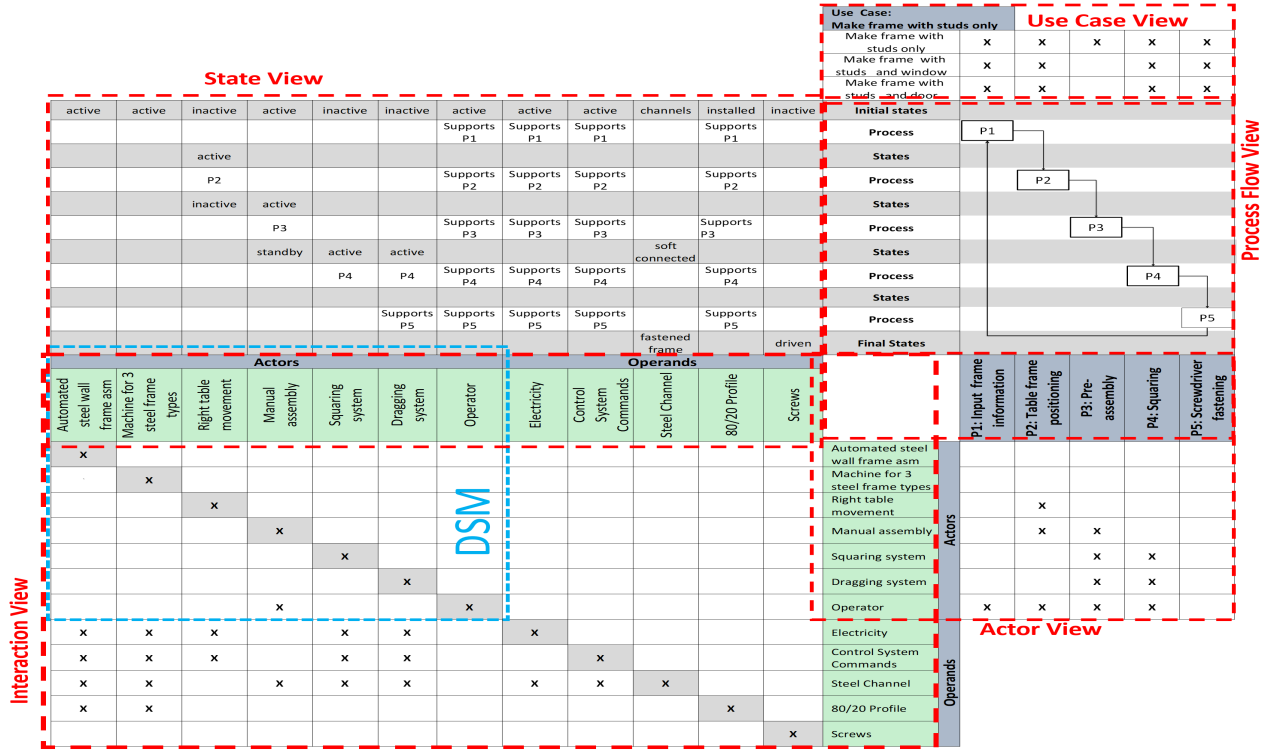 Use Case:
Make frame with studs only
Use Case View
Make frame with
studs only
x x x x x
Make frame with
studs and window
x x x x
Make frame with
studs and door
x x x x
State View
active active inactive active inactive inactive active active active channels installed inactive Initial states
Supports P1 Supports P1 Supports P1 Supports P1 Process P1
active States
P2 Supports P2 Supports P2 Supports P2 Supports P2 Process P2
inactive active States
P3 Supports P3 Supports P3 Supports P3 Supports P3 Process P3
standby active active soft connected States
P4 P4 Supports P4 Supports P4 Supports P4 Supports P4 Process P4
States
Supports P5 Supports P5 Supports P5 Supports P5 Supports P5 Process P5
fastened frame driven Final States
Process Flow View
Actors Operands
Automated steel wall frame asm
Machine for 3 steel frame types
Right table movement
Manual assembly
Squaring system
Dragging system
Operator
Electricity
Control System Commands
Steel Channel
80/20 Profile
Screws
P1: Input frame information
P2: Table frame positioning
P3: Pre-assembly
P4: Squaring
P5: Screwdriver fastening
x Automated steel wall frame asm
x Machine for 3 steel frame types
x Right table movement x
x Manual assembly x x
x Squaring system x x
x Dragging system x x
x x Operator x x x x
DSM
Actors
Actor View
x x x x x x Electricity
x x x x x x Control System Commands
x x x x x x x x Steel Channel
x x x 80/20 Profile
x Screws
Operands
Interaction View